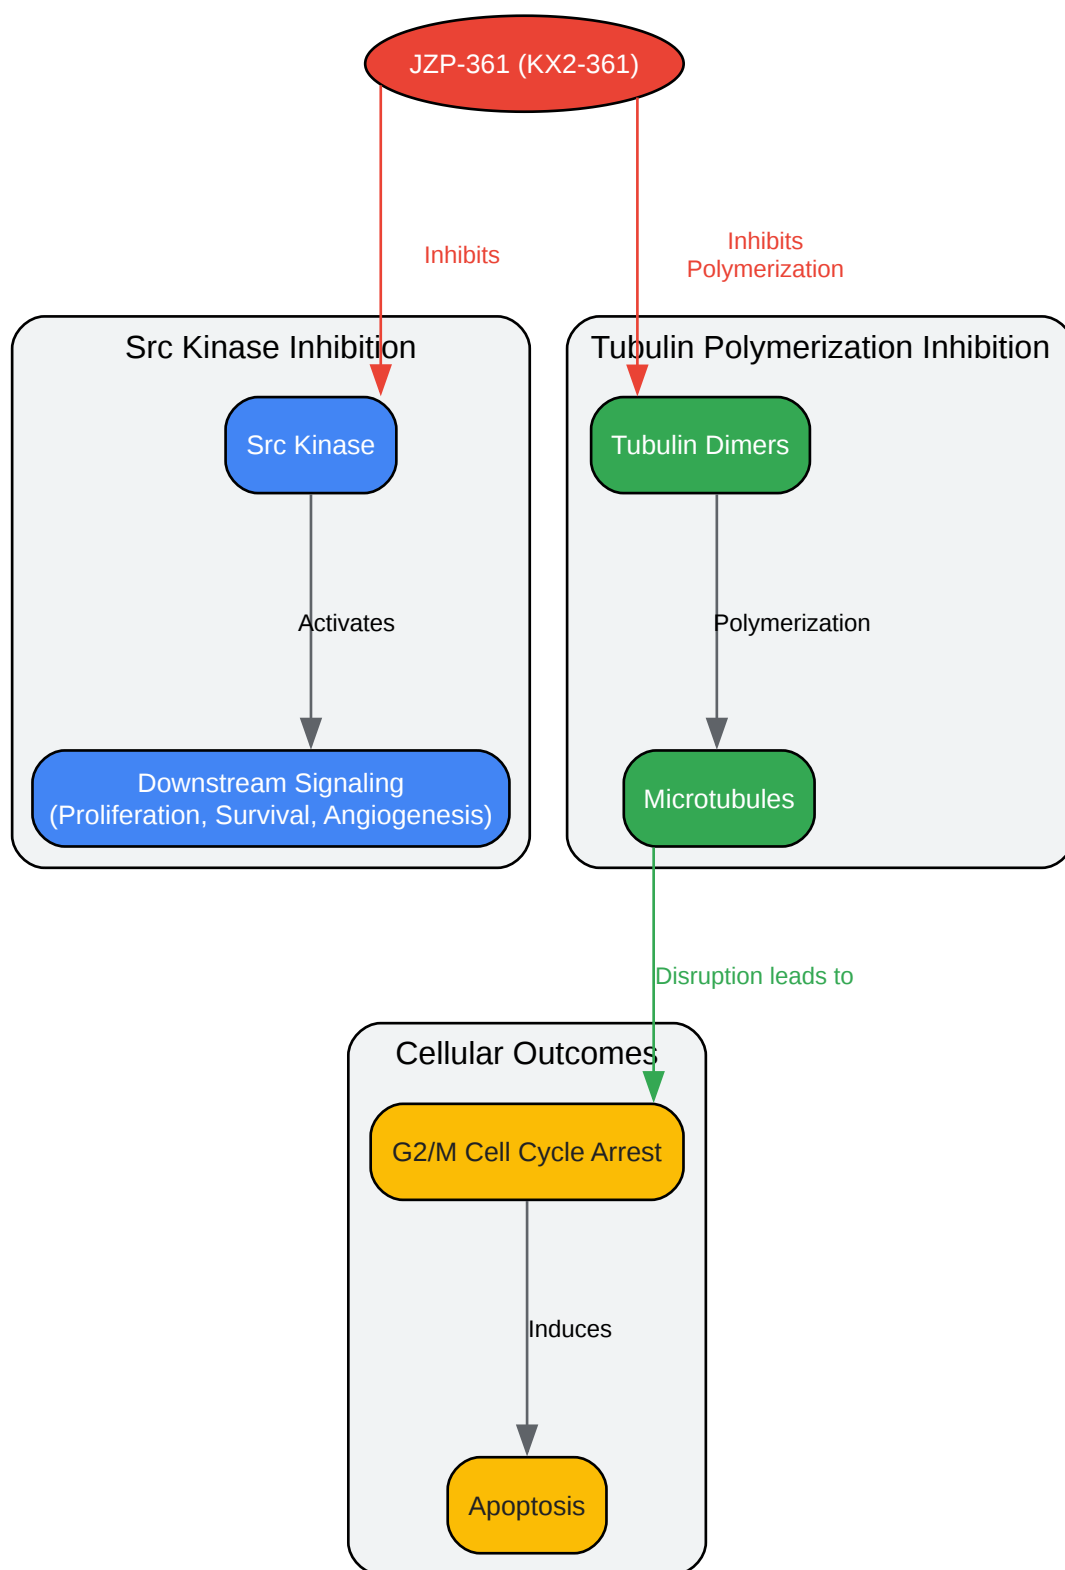 JZP-361 (KX2-361)
Inhibits
Inhibits
Polymerization
Src Kinase Inhibition
Tubulin Polymerization Inhibition
Src Kinase
Tubulin Dimers
Activates
Polymerization
Downstream Signaling
(Proliferation, Survival, Angiogenesis)
Microtubules
Disruption leads to
Cellular Outcomes
G2/M Cell Cycle Arrest
Induces
Apoptosis